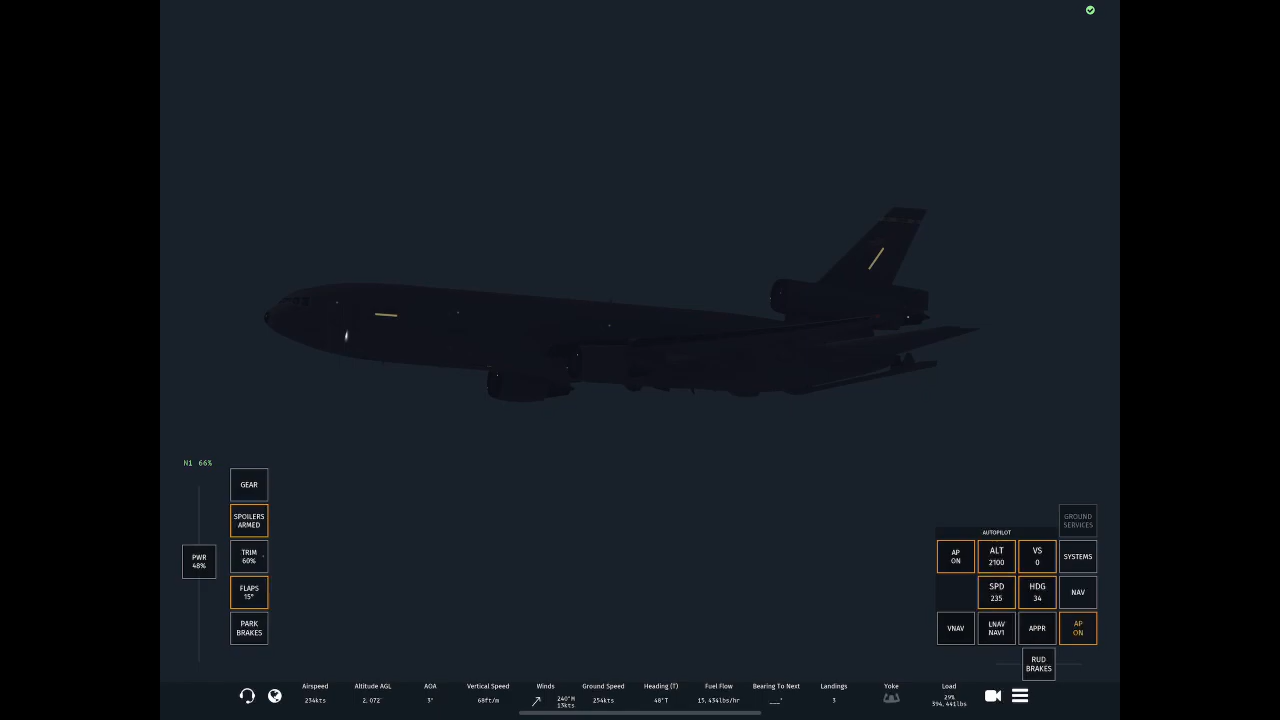 N1 66%
GEAR
SPOILERS
ARMED
TRIM
60%
FLAPS
15°
PARK
BRAKES
PWR
48%
GROUND
SERVICES
AUTOPILOT
AP
ON
ALT
2100
VS
0
SYSTEMS
SPD
235
HDG
34
NAV
VNAV
LNAV
NAV1
APPR
AP
ON
RUD
BRAKES
Airspeed
234kts
Altitude AGL
2,072'
AOA
3°
Vertical Speed
68ft/m
Winds
240°M
13kts
Ground Speed
254kts
Heading (T)
48°T
Fuel Flow
15,434lbs/hr
Bearing To Next
___°
Landings
3
Yoke
Load
29%
394,441lbs